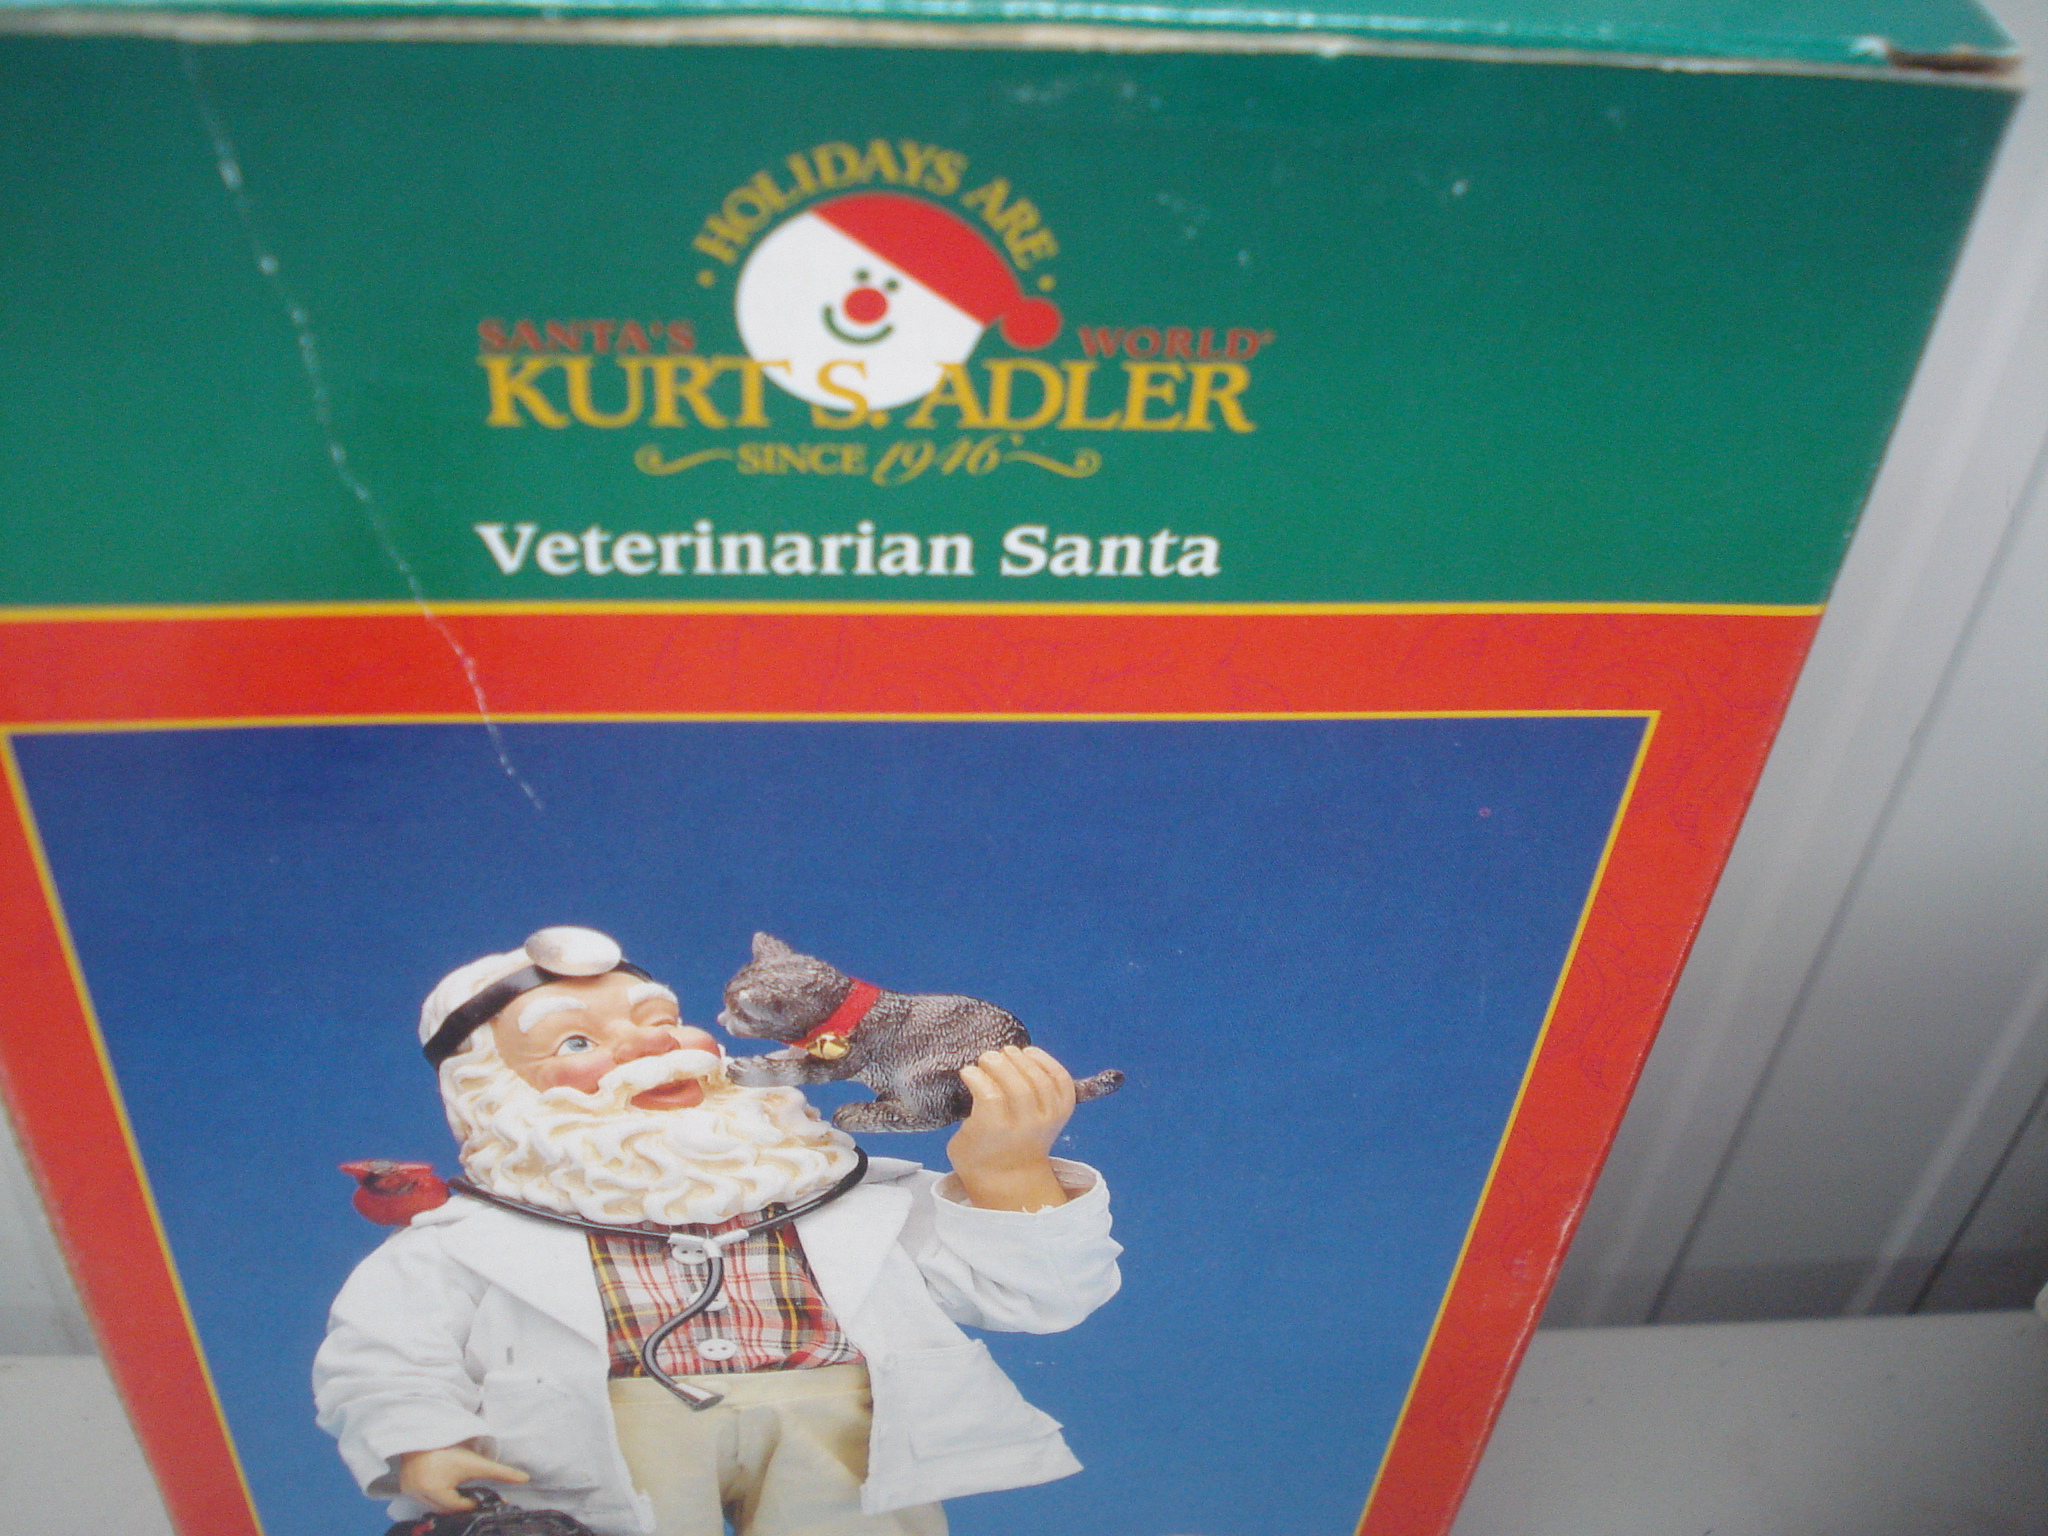 • HOLIDAYS ARE •
SANTA'S WORLD
KURT S. ADLER
SINCE 1946
Veterinarian Santa